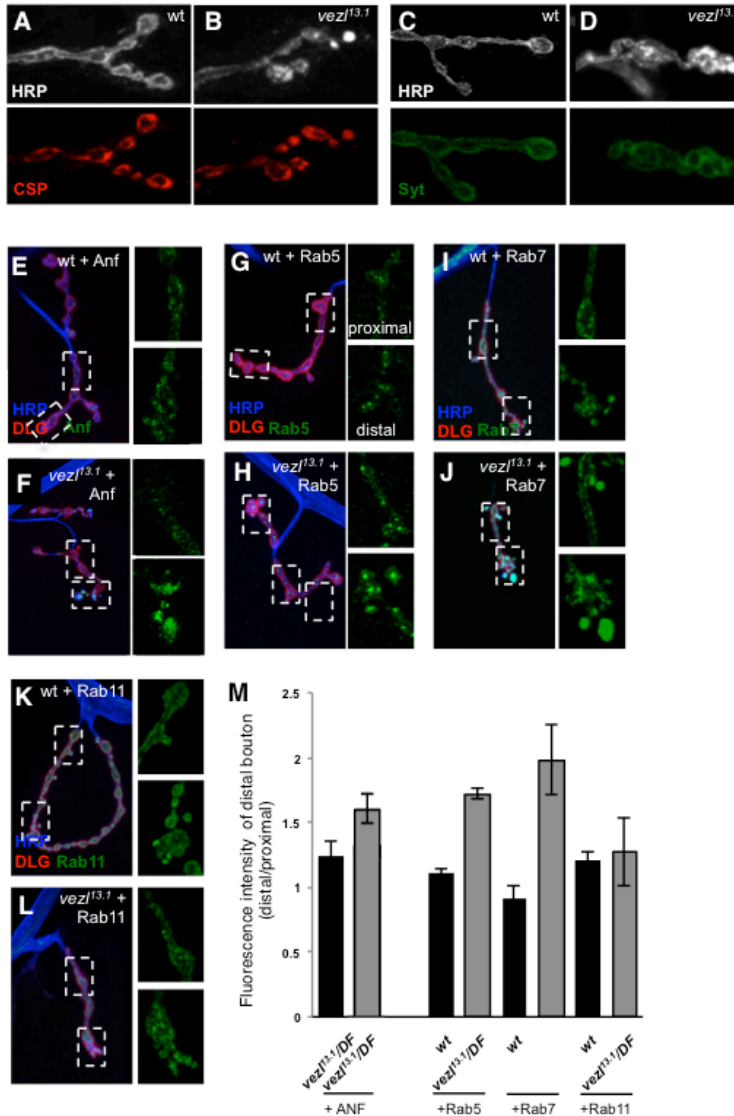 A wt
B vezl13.1
C wt
D vezl13.
HRP
HRP
CSP
Syt
E wt + Anf
HRP
DLG Anf
G wt + Rab5
proximal
HRP
DLG Rab5
distal
I wt + Rab7
HRP
DLG
F vezl13.1 +
Anf
H vezl13.1 +
Rab5
J vezl13.1 +
Rab7
K wt + Rab11
HRP
DLG Rab11
L vezl13.1 +
Rab11
M
Fluorescence intensity of distal bouton
(distal/proximal)
2.5
2
1.5
1
0.5
0
vezl13.1/DF
vezl13.1/DF
wt
vezl13.1/DF
wt
wt
vezl13.1/DF
+ ANF
+Rab5
+Rab7
+Rab11